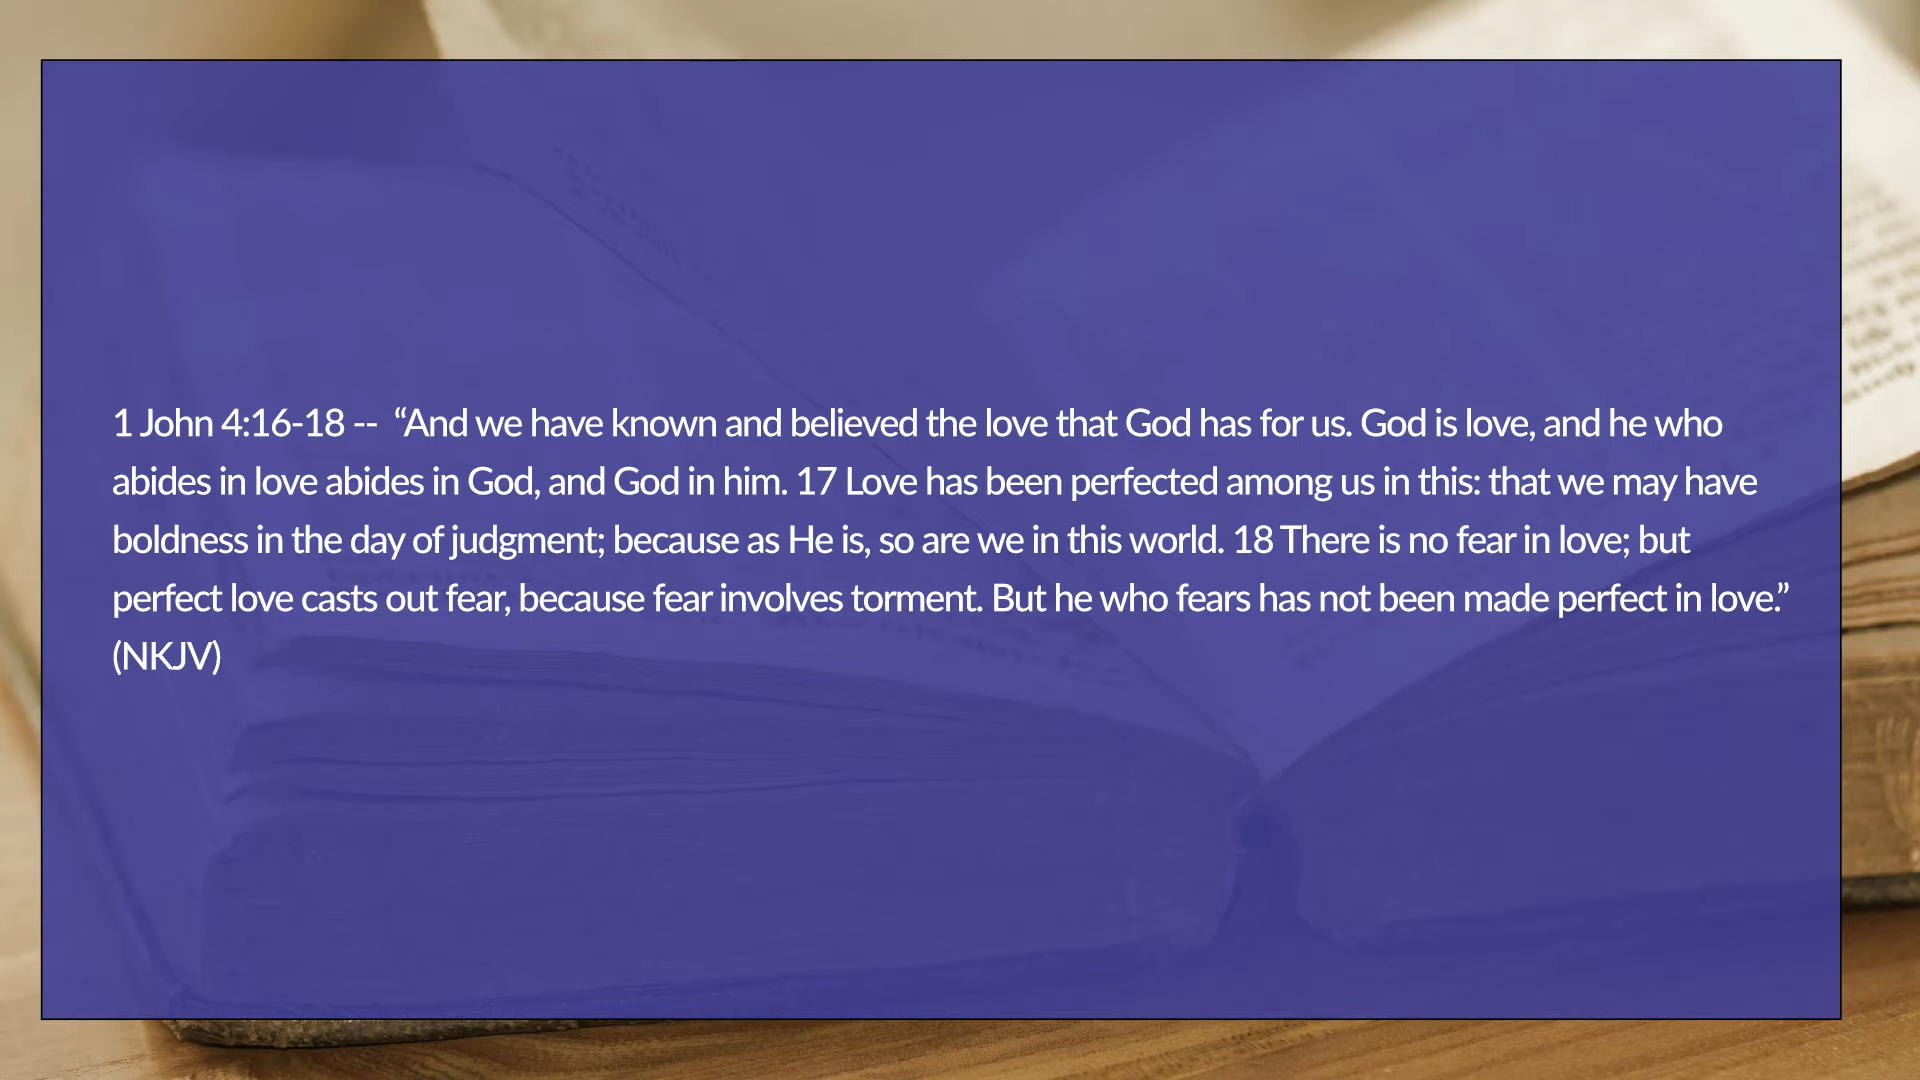 1 John 4:16-18 --  “And we have known and believed the love that God has for us. God is love, and he who
abides in love abides in God, and God in him. 17 Love has been perfected among us in this: that we may have
boldness in the day of judgment; because as He is, so are we in this world. 18 There is no fear in love; but
perfect love casts out fear, because fear involves torment. But he who fears has not been made perfect in love.”
(NKJV)